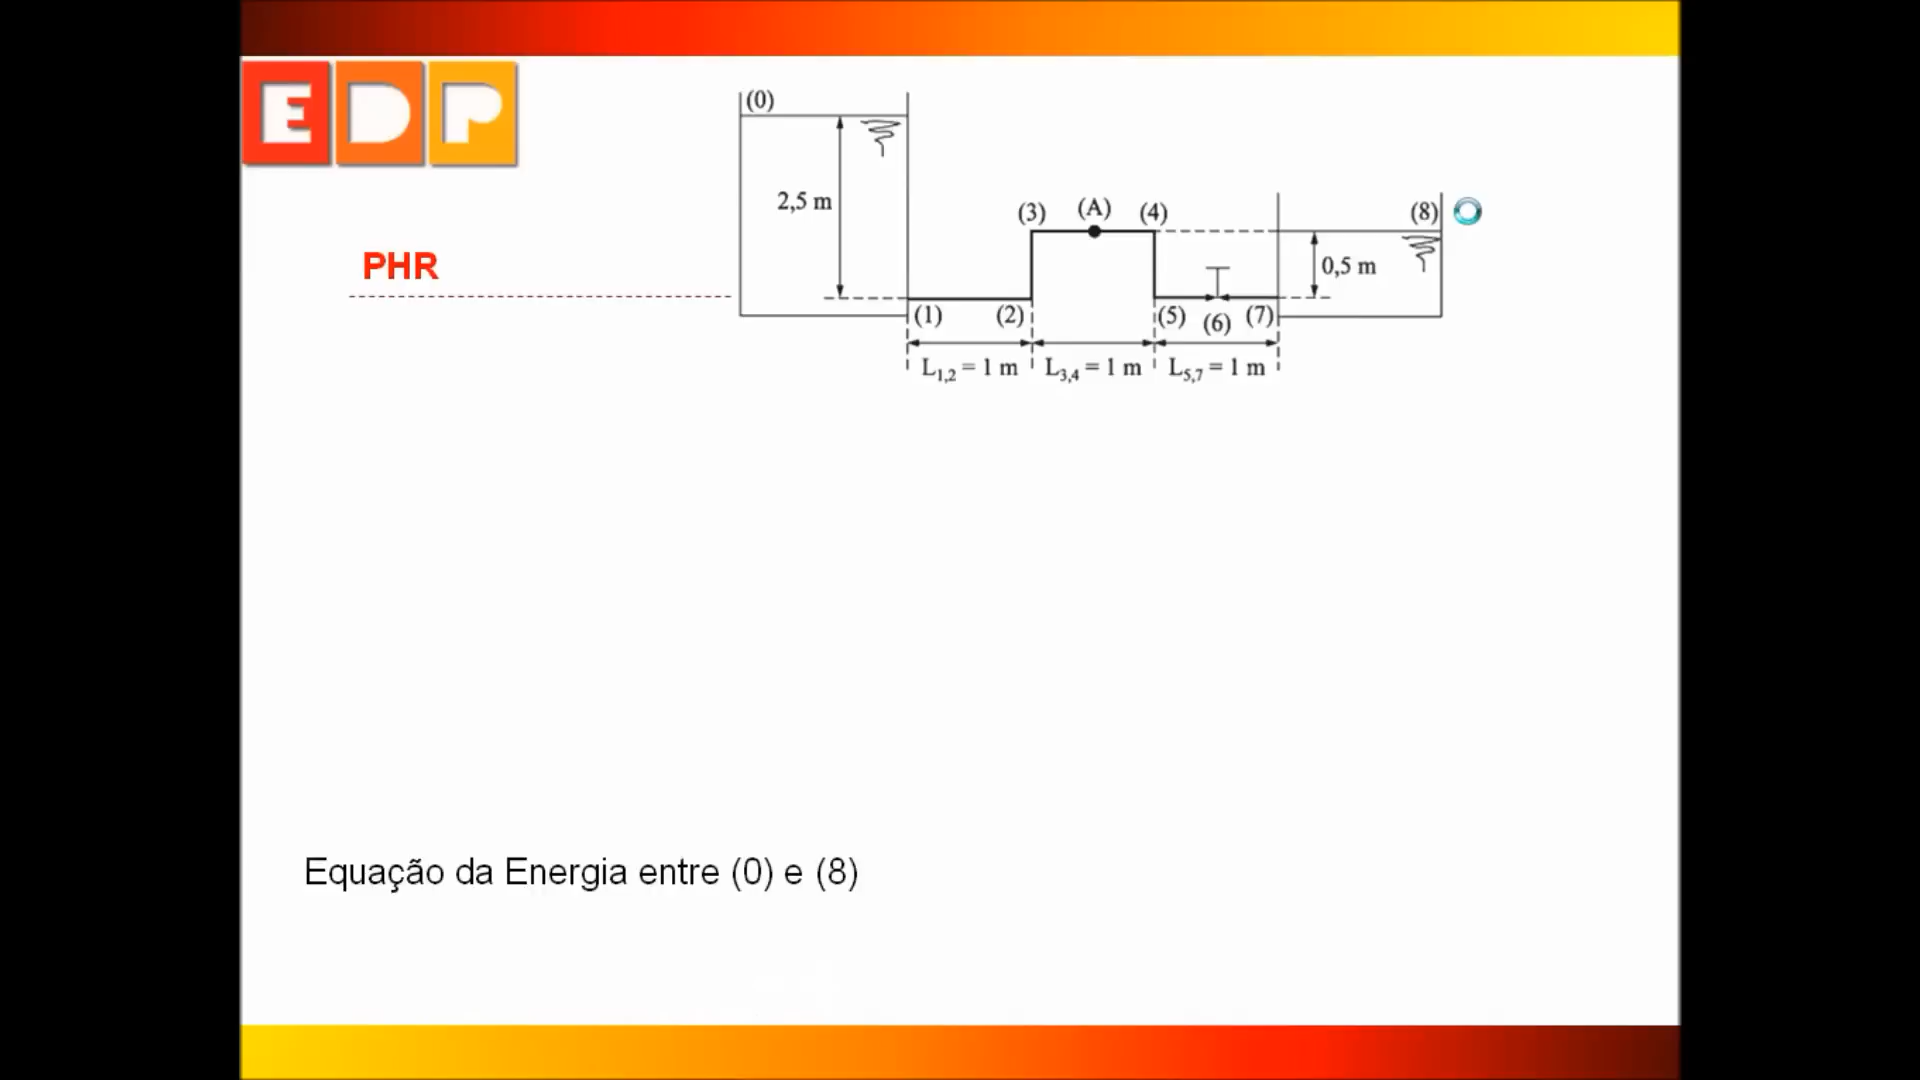 EDP
(0)
2,5 m
(3) (A) (4)
(8)
0,5 m
PHR
(1) (2) (5) (6) (7)
L1,2 = 1 m L3,4 = 1 m L5,7 = 1 m
Equação da Energia entre (0) e (8)